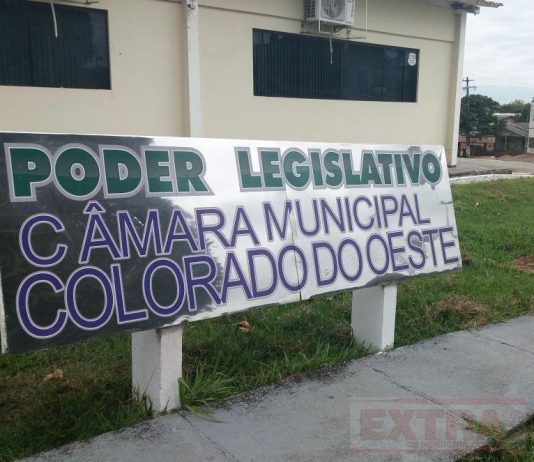 PODER LEGISLATIVO
CÂMARA MUNICIPAL
COLORADO DO OESTE
EXTRA